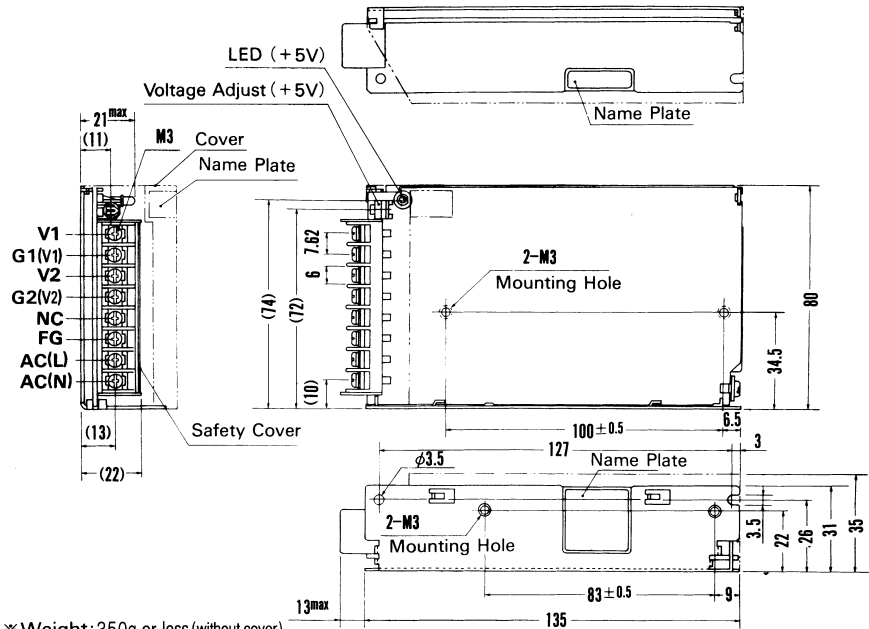 LED (+5V)
Voltage Adjust (+5V)
Name Plate
21max
(11)
M3
Cover
Name Plate
V1
G1(V1)
V2
G2(V2)
NC
FG
AC(L)
AC(N)
7.62
6
2-M3
Mounting Hole
(74)
(72)
(10)
80
34.5
(13)
(22)
Safety Cover
100±0.5
6.5
127
3
φ3.5
Name Plate
2-M3
Mounting Hole
3.5
22
26
31
35
83±0.5
9
13max
135
※Weight: 350g or less (without cover)